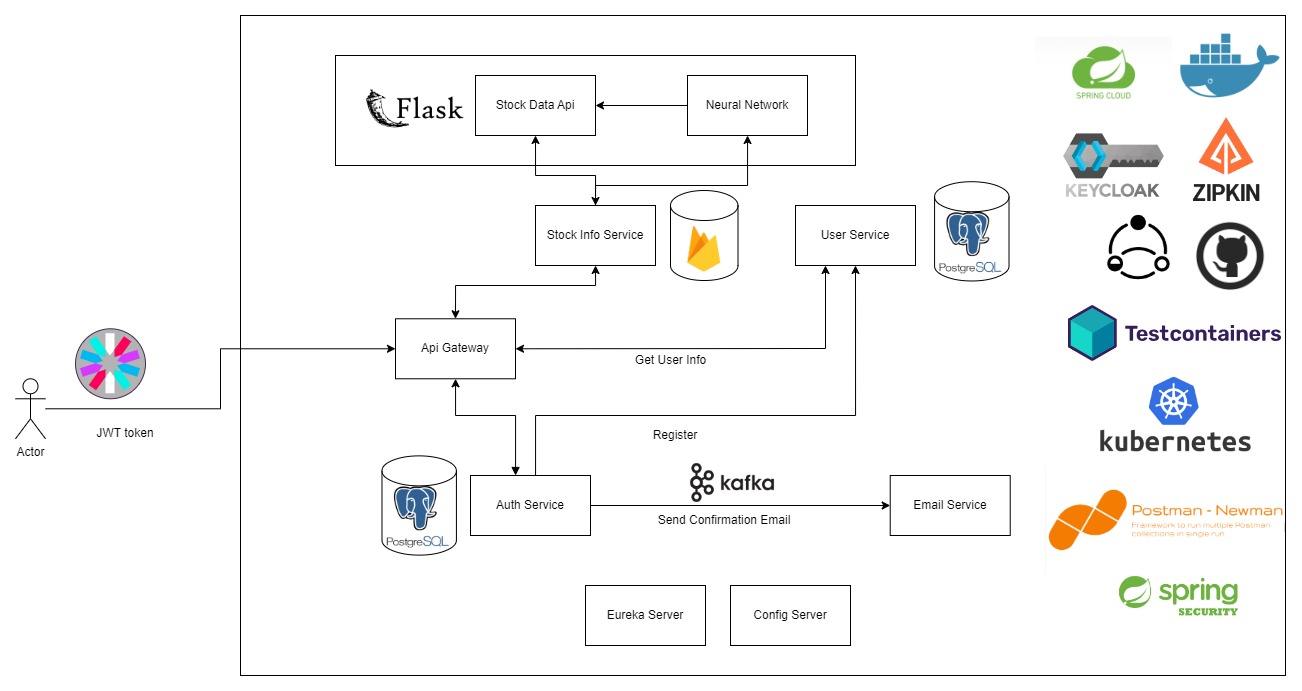 Flask
Stock Data Api
Neural Network
SPRING CLOUD
KEYCLOAK
ZIPKIN
Stock Info Service
User Service
PostgreSQL
Testcontainers
Api Gateway
Get User Info
JWT token
Actor
Register
kubernetes
kafka
PostgreSQL
Auth Service
Email Service
Send Confirmation Email
Postman - Newman
Framework to run multiple Postman
collections in single run
spring
SECURITY
Eureka Server
Config Server